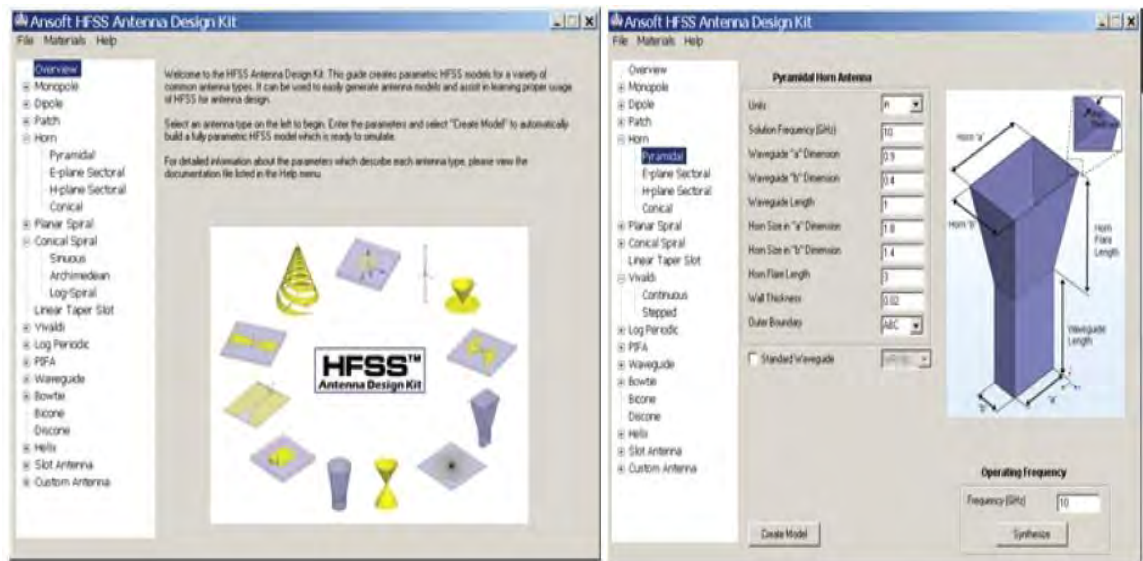 Ansoft HFSS Antenna Design Kit
File Materials Help
Overview
Monopole
Dipole
Patch
Horn
Pyramidal
E-plane Sectoral
H-plane Sectoral
Conical
Planar Spiral
Conical Spiral
Sinuous
Archimedean
Log-Spiral
Linear Taper Slot
Vivaldi
Log Periodic
PIFA
Waveguide
Bowtie
Bicone
Discone
Helix
Slot Antenna
Custom Antenna
Welcome to the HFSS Antenna Design Kit. This guide creates parametric HFSS models for a variety of
common antenna types. It can be used to easily generate antenna models and assist in learning proper usage
of HFSS for antenna design.
Select an antenna type on the left to begin. Enter the parameters and select "Create Model" to automatically
build a fully parametric HFSS model which is ready to simulate.
For detailed information about the parameters which describe each antenna type, please view the
documentation file listed in the Help menu.
HFSS™
Antenna Design Kit
Ansoft HFSS Antenna Design Kit
File Materials Help
Overview
Monopole
Dipole
Patch
Horn
Pyramidal
E-plane Sectoral
H-plane Sectoral
Conical
Planar Spiral
Conical Spiral
Linear Taper Slot
Vivaldi
Continuous
Stepped
Log Periodic
PIFA
Waveguide
Bowtie
Bicone
Discone
Helix
Slot Antenna
Custom Antenna
Pyramidal Horn Antenna
Units in
Solution Frequency (GHz) 10
Waveguide "a" Dimension 0.9
Waveguide "b" Dimension 0.4
Waveguide Length 1
Horn Size in "a" Dimension 1.8
Horn Size in "b" Dimension 1.4
Horn Flare Length 3
Wall Thickness 0.02
Outer Boundary ABC
Standard Waveguide
Create Model
Horn 'a'
Wall
Thickness
Horn 'b'
Horn
Flare
Length
Waveguide
Length
'b'
'a'
Operating Frequency
Frequency (GHz) 10
Synthesize